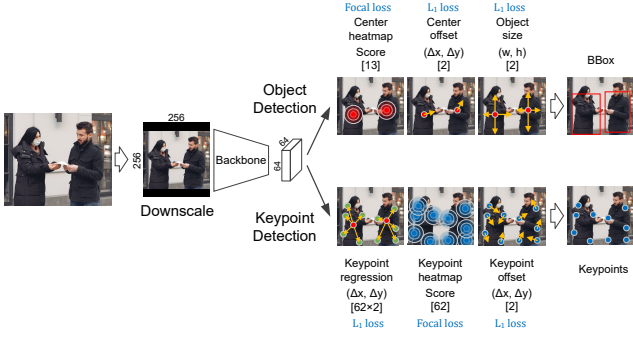 Focal loss
Center
heatmap
Score
[13]
L₁ loss
Center
offset
(Δx, Δy)
[2]
L₁ loss
Object
size
(w, h)
[2]
BBox
Object
Detection
256
256
Downscale
Backbone
64
64
Keypoint
Detection
Keypoint
regression
(Δx, Δy)
[62×2]
L₁ loss
Keypoint
heatmap
Score
[62]
Focal loss
Keypoint
offset
(Δx, Δy)
[2]
L₁ loss
Keypoints